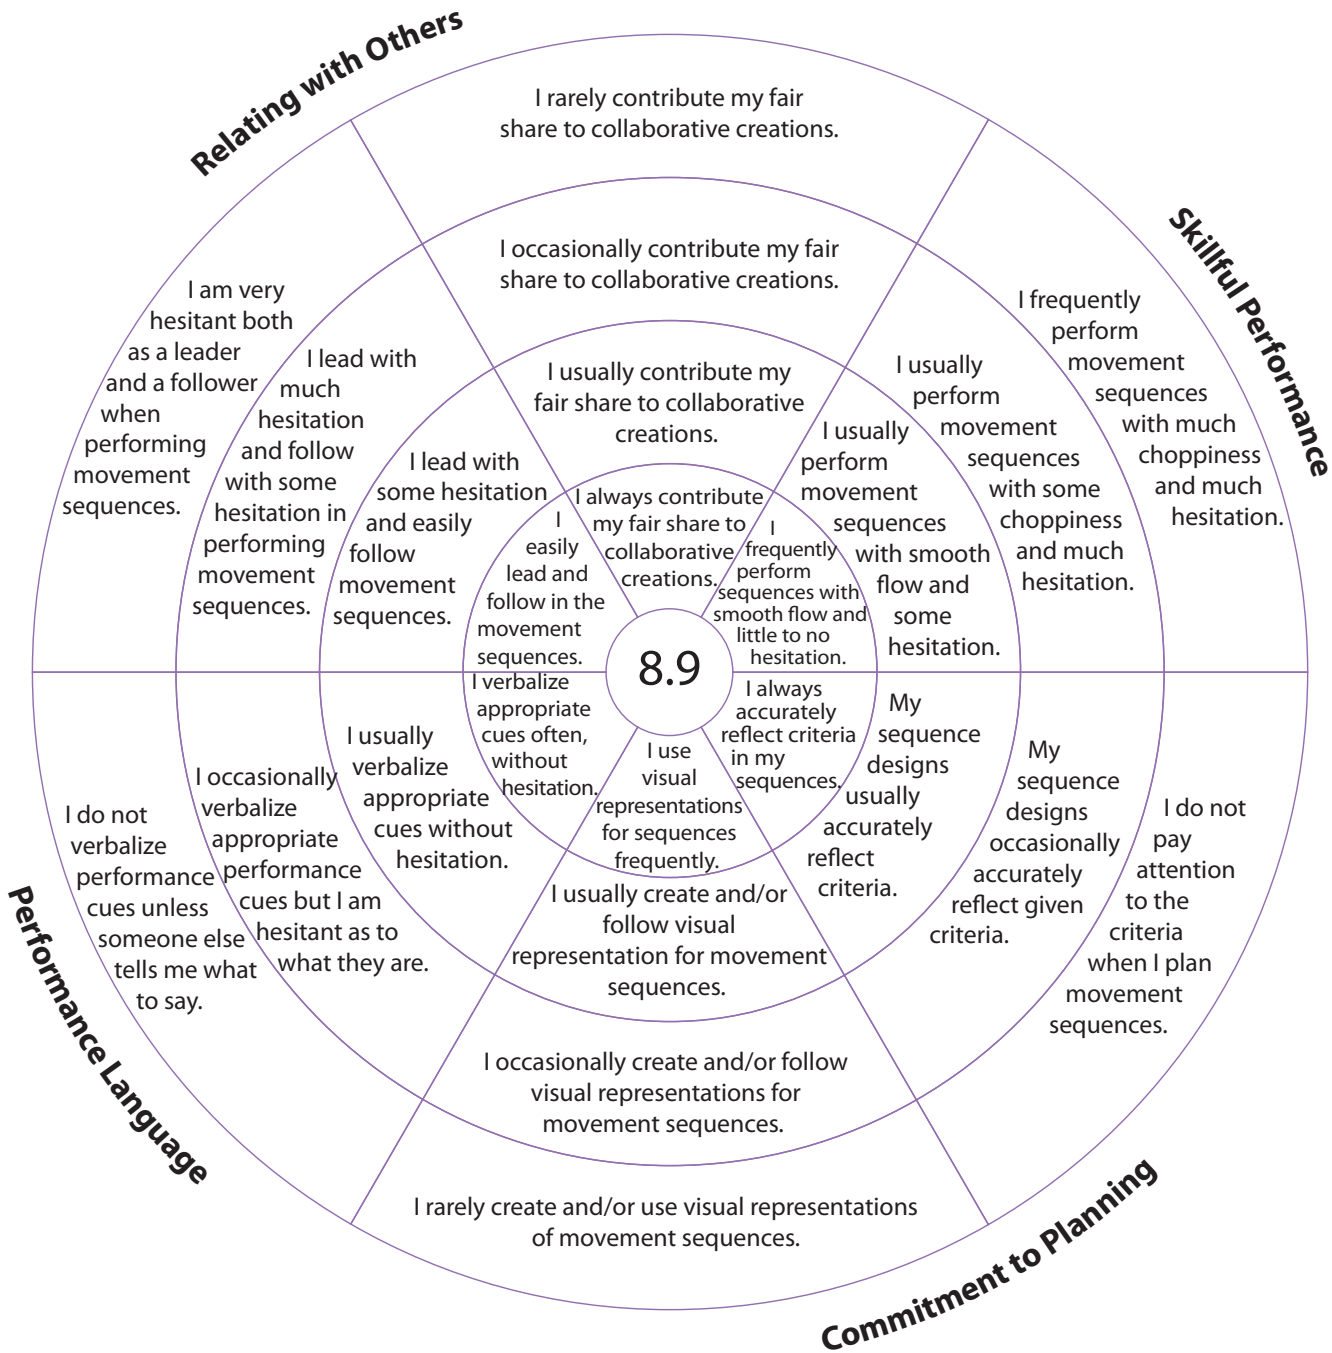 Relating with Others
I rarely contribute my fair
share to collaborative creations.
I occasionally contribute my fair
share to collaborative creations.
I usually contribute my
fair share to collaborative
creations.
I always contribute
my fair share to
collaborative
creations.
Skillful Performance
I frequently
perform
movement
sequences
with much
choppiness
and much
hesitation.
I usually
perform
movement
sequences
with some
choppiness
and much
hesitation.
I usually
perform
movement
sequences
with smooth
flow and
some
hesitation.
I
frequently
perform
sequences with
smooth flow and
little to no
hesitation.
I am very
hesitant both
as a leader
and a follower
when
performing
movement
sequences.
I lead with
much
hesitation
and follow
with some
hesitation in
performing
movement
sequences.
I lead with
some hesitation
and easily
follow
movement
sequences.
I
easily
lead and
follow in the
movement
sequences.
8.9
Performance Language
I do not
verbalize
performance
cues unless
someone else
tells me what
to say.
I occasionally
verbalize
appropriate
performance
cues but I am
hesitant as to
what they are.
I usually
verbalize
appropriate
cues without
hesitation.
I verbalize
appropriate
cues often,
without
hesitation.
I use
visual
representations
for sequences
frequently.
I usually create and/or
follow visual
representation for movement
sequences.
I occasionally create and/or follow
visual representations for
movement sequences.
I rarely create and/or use visual representations
of movement sequences.
I always
accurately
reflect criteria
in my
sequences.
My
sequence
designs
usually
accurately
reflect
criteria.
My
sequence
designs
occasionally
accurately
reflect given
criteria.
I do not
pay
attention
to the
criteria
when I plan
movement
sequences.
Commitment to Planning